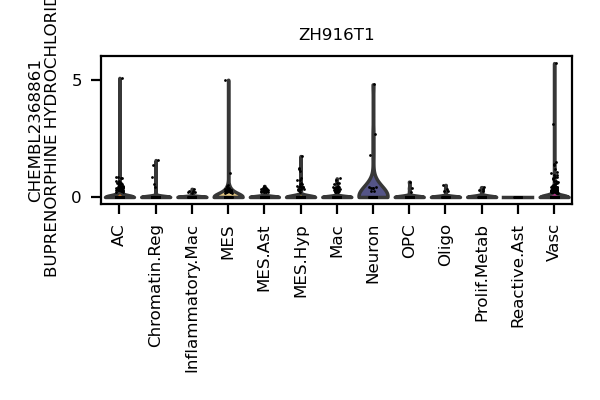 ZH916T1
CHEMBL2368861
BUPRENORPHINE HYDROCHLORID
5
0
AC
Chromatin.Reg
Inflammatory.Mac
MES
MES.Ast
MES.Hyp
Mac
Neuron
OPC
Oligo
Prolif.Metab
Reactive.Ast
Vasc